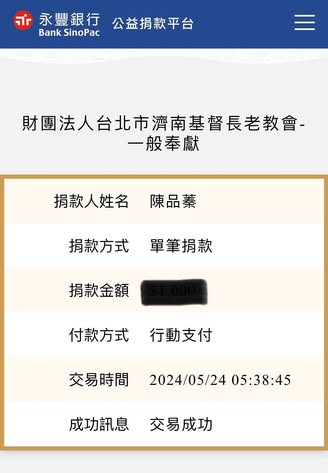 永豐銀行
Bank SinoPac
公益捐款平台
財團法人台北市濟南基督長老教會-
一般奉獻
捐款人姓名 陳品蓁
捐款方式 單筆捐款
捐款金額
付款方式 行動支付
交易時間 2024/05/24 05:38:45
成功訊息 交易成功